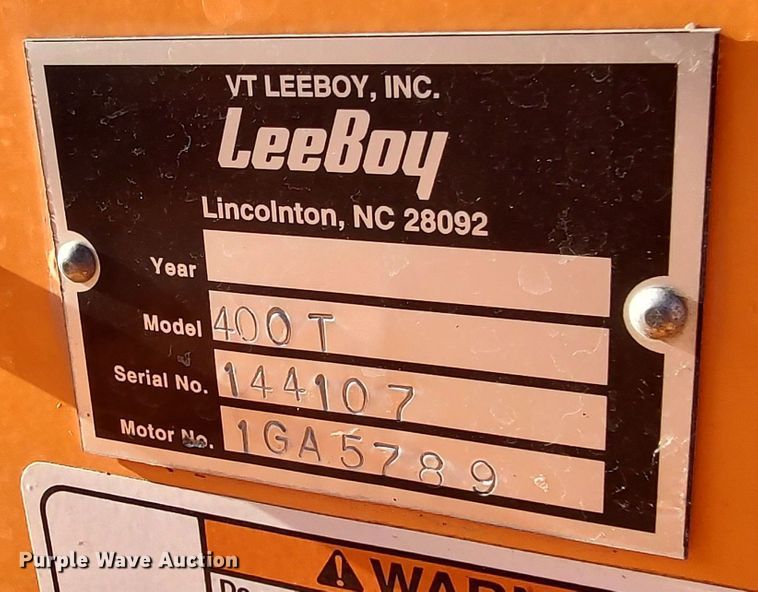 VT LEEBOY, INC.
LeeBoy
Lincolnton, NC 28092
Year
Model 400T
Serial No. 144107
Motor No. 1GA5789
Purple Wave Auction